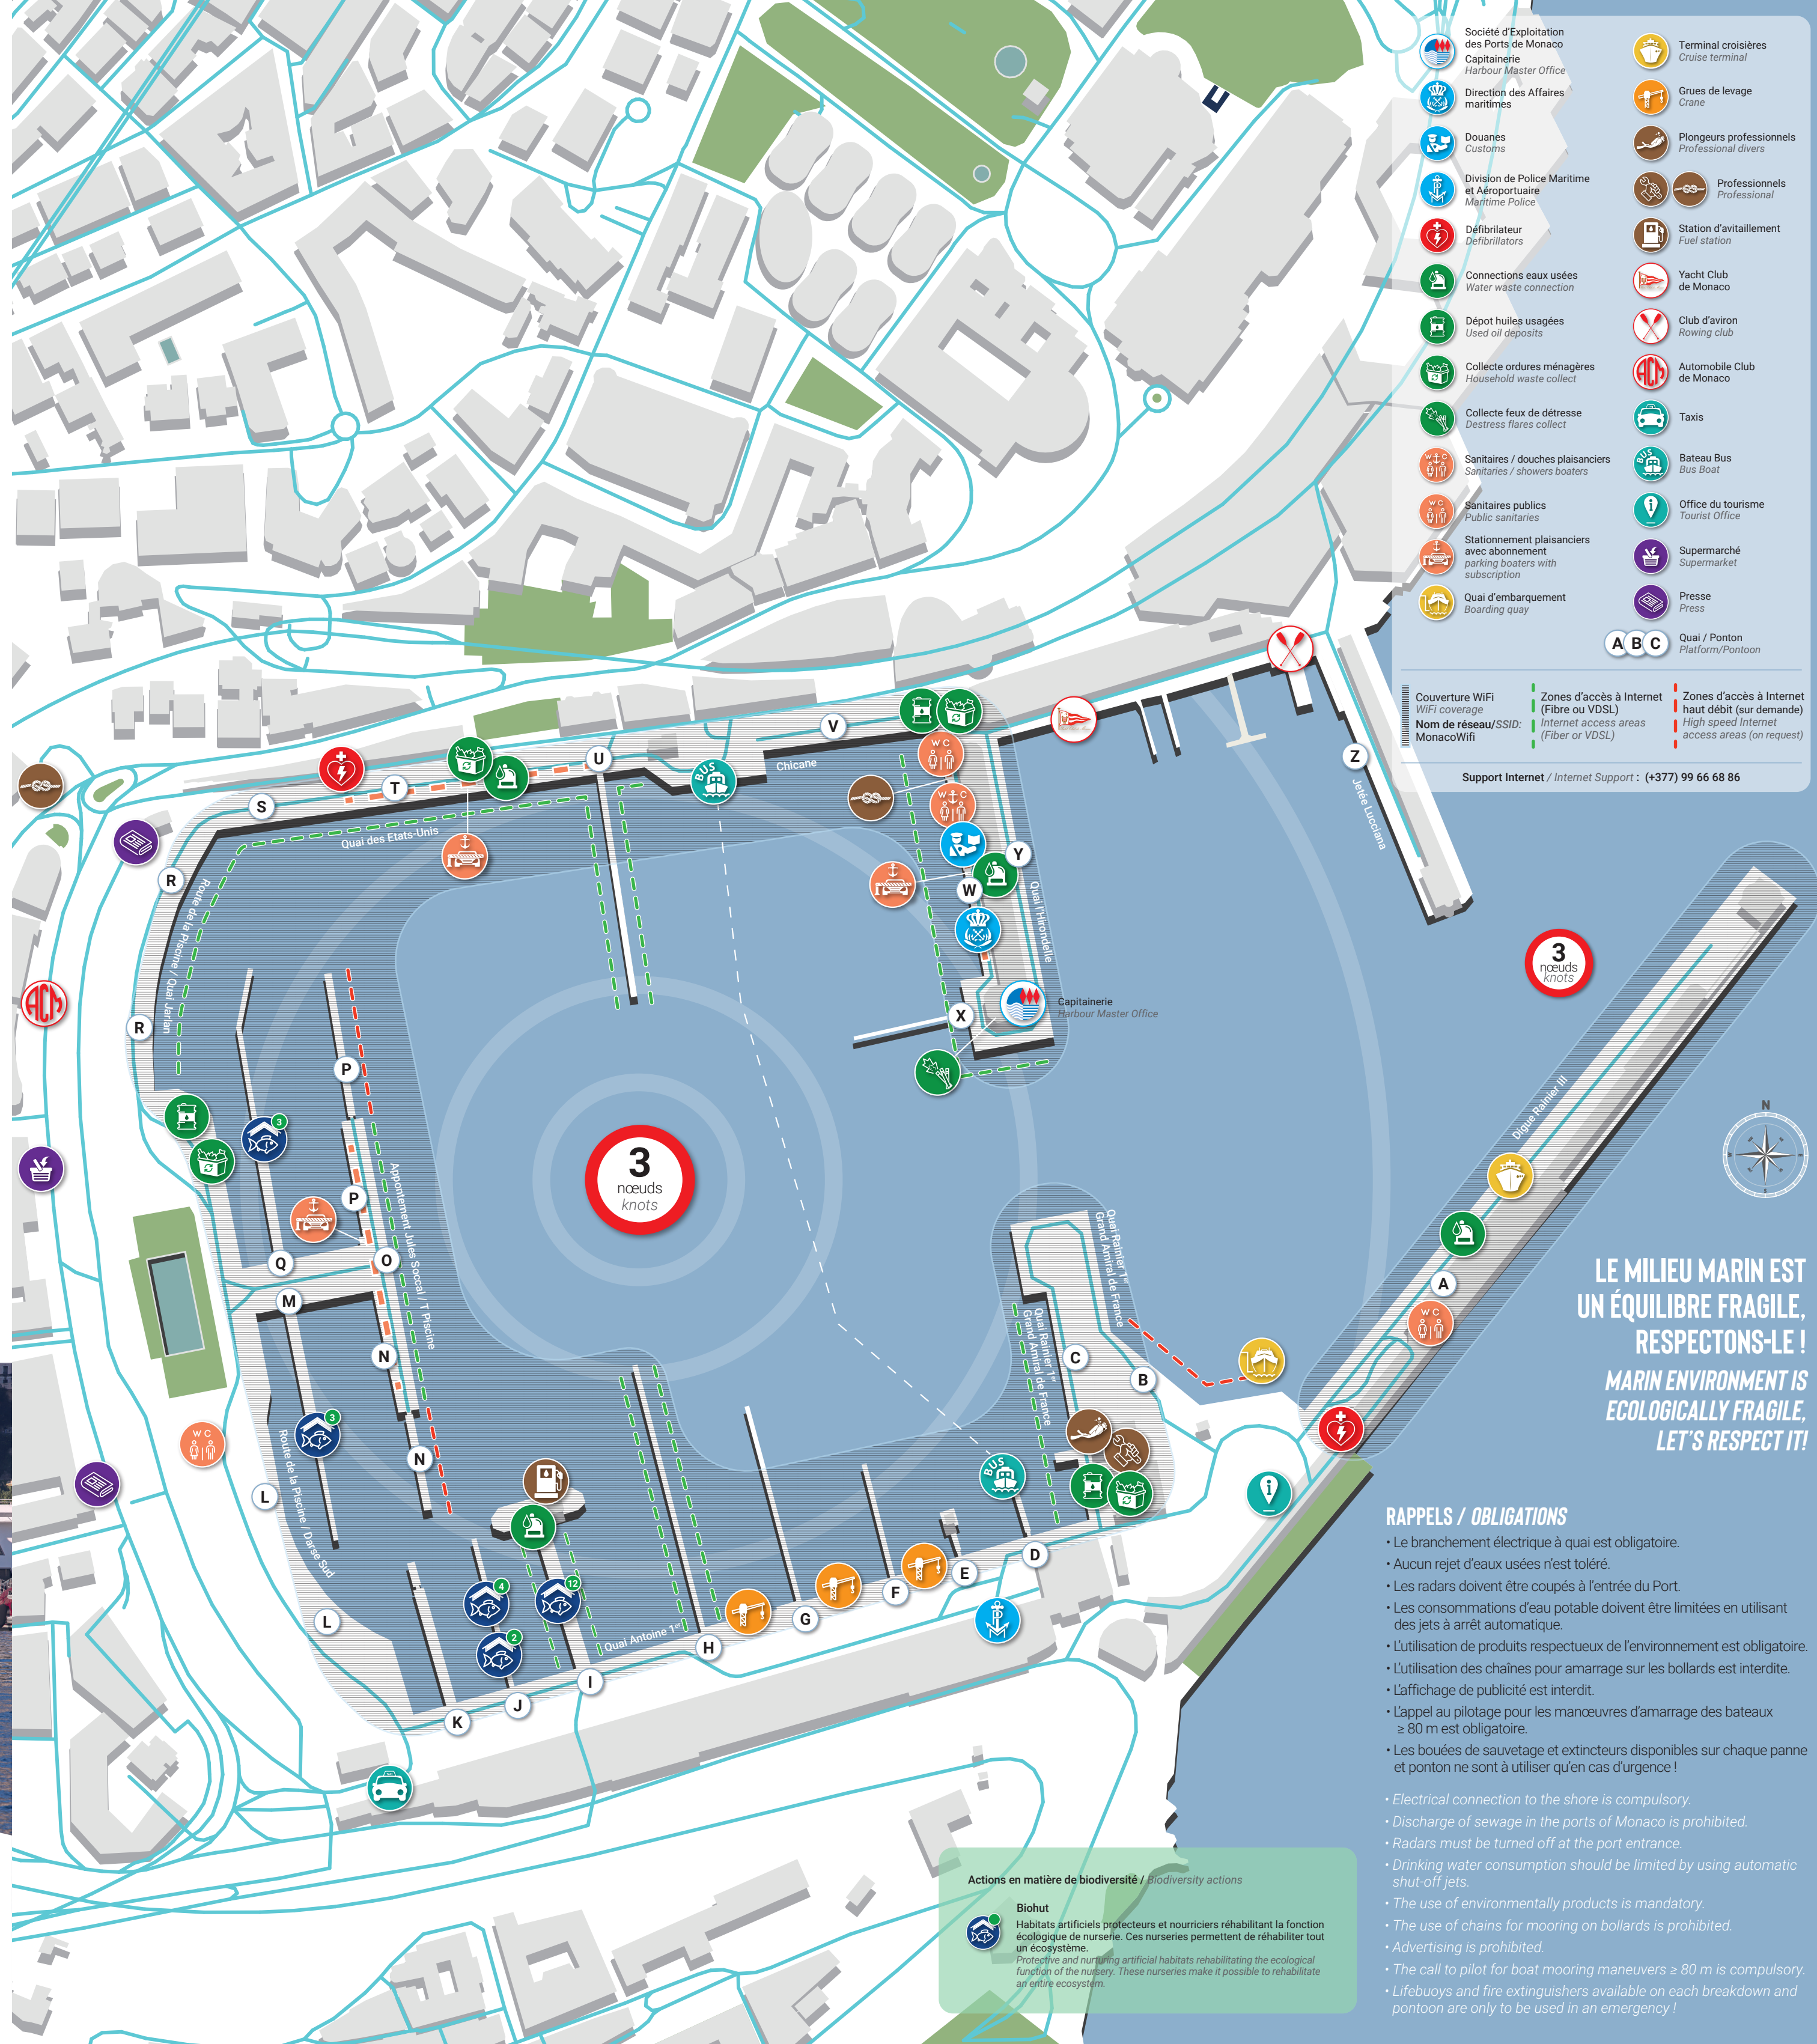 Société d'Exploitation
des Ports de Monaco
Capitainerie
Harbour Master Office
Direction des Affaires
maritimes
Douanes
Customs
Division de Police Maritime
et Aéroportuaire
Maritime Police
Défibrilateur
Defibrillators
Connections eaux usées
Water waste connection
Dépot huiles usagées
Used oil deposits
Collecte ordures ménagères
Household waste collect
Collecte feux de détresse
Destress flares collect
W C
Sanitaires / douches plaisanciers
Sanitaries / showers boaters
W C
Sanitaires publics
Public sanitaries
Stationnement plaisanciers
avec abonnement
parking boaters with
subscription
Quai d'embarquement
Boarding quay
Terminal croisières
Cruise terminal
Grues de levage
Crane
Plongeurs professionnels
Professional divers
Professionnels
Professional
Station d'avitaillement
Fuel station
Yacht Club
de Monaco
Club d'aviron
Rowing club
ACM
Automobile Club
de Monaco
Taxis
BUS
Bateau Bus
Bus Boat
Office du tourisme
Tourist Office
Supermarché
Supermarket
Presse
Press
A B C
Quai / Ponton
Platform/Pontoon
Couverture WiFi
WiFi coverage
Nom de réseau/SSID:
MonacoWifi
Zones d'accès à Internet
(Fibre ou VDSL)
Internet access areas
(Fiber or VDSL)
Zones d'accès à Internet
haut débit (sur demande)
High speed Internet
access areas (on request)
Support Internet / Internet Support : (+377) 99 66 68 86
V
Chicane
U
BUS
W C
W C
T
S
Quai des Etats-Unis
R
Route de la Piscine / Quai Jarlan
R
Y
W
Quai l'Hirondelle
X
Capitainerie
Harbour Master Office
Z
Jetée Lucciana
3
nœuds
knots
ACM
P
3
P
Appontement Jules Soccal / T Piscine
O
Q
M
N
3
N
3
nœuds
knots
Digue Rainier III
N
A
W C
Quai Rainier 1er
Grand Amiral de France
Quai Rainier 1er
Grand Amiral de France
C
B
W C
L
Route de la Piscine / Darse Sud
L
BUS
4
12
2
D
E
F
G
H
Quai Antoine 1er
I
J
K
LE MILIEU MARIN EST
UN ÉQUILIBRE FRAGILE,
RESPECTONS-LE !
MARIN ENVIRONMENT IS
ECOLOGICALLY FRAGILE,
LET'S RESPECT IT!
RAPPELS / OBLIGATIONS
• Le branchement électrique à quai est obligatoire.
• Aucun rejet d'eaux usées n'est toléré.
• Les radars doivent être coupés à l'entrée du Port.
• Les consommations d'eau potable doivent être limitées en utilisant
des jets à arrêt automatique.
• L'utilisation de produits respectueux de l'environnement est obligatoire.
• L'utilisation des chaînes pour amarrage sur les bollards est interdite.
• L'affichage de publicité est interdit.
• L'appel au pilotage pour les manœuvres d'amarrage des bateaux
≥ 80 m est obligatoire.
• Les bouées de sauvetage et extincteurs disponibles sur chaque panne
et ponton ne sont à utiliser qu'en cas d'urgence !
• Electrical connection to the shore is compulsory.
• Discharge of sewage in the ports of Monaco is prohibited.
• Radars must be turned off at the port entrance.
• Drinking water consumption should be limited by using automatic
shut-off jets.
• The use of environmentally products is mandatory.
• The use of chains for mooring on bollards is prohibited.
• Advertising is prohibited.
• The call to pilot for boat mooring maneuvers ≥ 80 m is compulsory.
• Lifebuoys and fire extinguishers available on each breakdown and
pontoon are only to be used in an emergency !
Actions en matière de biodiversité / Biodiversity actions
Biohut
Habitats artificiels protecteurs et nourriciers réhabilitant la fonction
écologique de nurserie. Ces nurseries permettent de réhabiliter tout
un écosystème.
Protective and nurturing artificial habitats rehabilitating the ecological
function of the nursery. These nurseries make it possible to rehabilitate
an entire ecosystem.